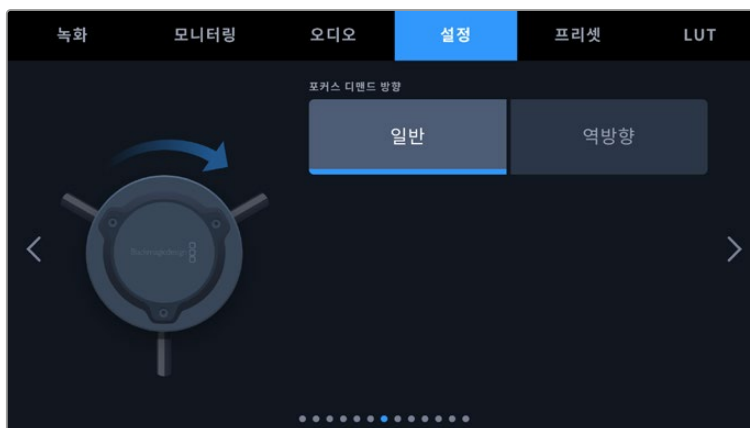 녹화 모니터링 오디오 설정 프리셋 LUT
포커스 디맨드 방향
일반 역방향
Blackmagicdesign